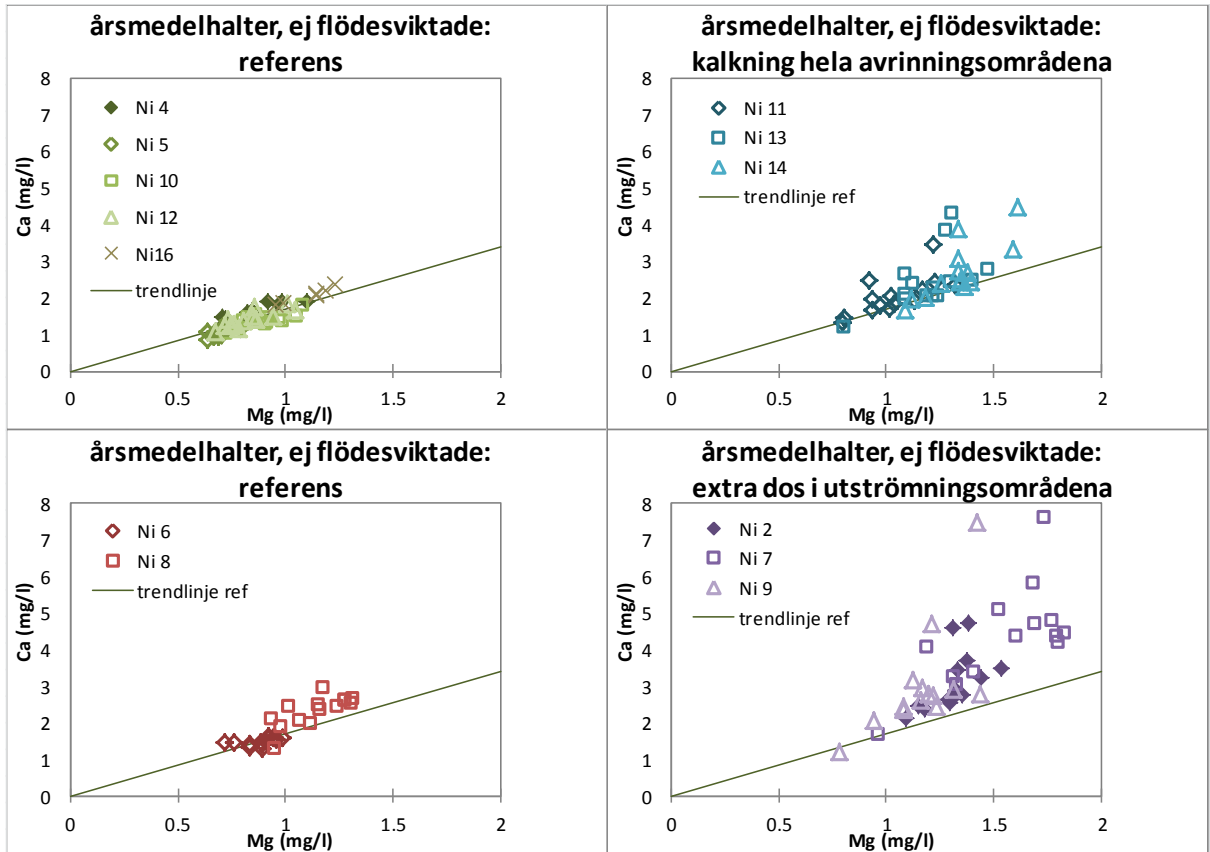 årsmedelhalter, ej flödesviktade:
referens
8
7
6
5
4
3
2
1
0
Ca (mg/l)
Ni 4
Ni 5
Ni 10
Ni 12
Ni16
trendlinje
0
0.5
1
1.5
2
Mg (mg/l)
årsmedelhalter, ej flödesviktade:
kalkning hela avrinningsområdena
8
7
6
5
4
3
2
1
0
Ca (mg/l)
Ni 11
Ni 13
Ni 14
trendlinje ref
0
0.5
1
1.5
2
Mg (mg/l)
årsmedelhalter, ej flödesviktade:
referens
8
7
6
5
4
3
2
1
0
Ca (mg/l)
Ni 6
Ni 8
trendlinje ref
0
0.5
1
1.5
2
Mg (mg/l)
årsmedelhalter, ej flödesviktade:
extra dos i utströmningsområdena
8
7
6
5
4
3
2
1
0
Ca (mg/l)
Ni 2
Ni 7
Ni 9
trendlinje ref
0
0.5
1
1.5
2
Mg (mg/l)